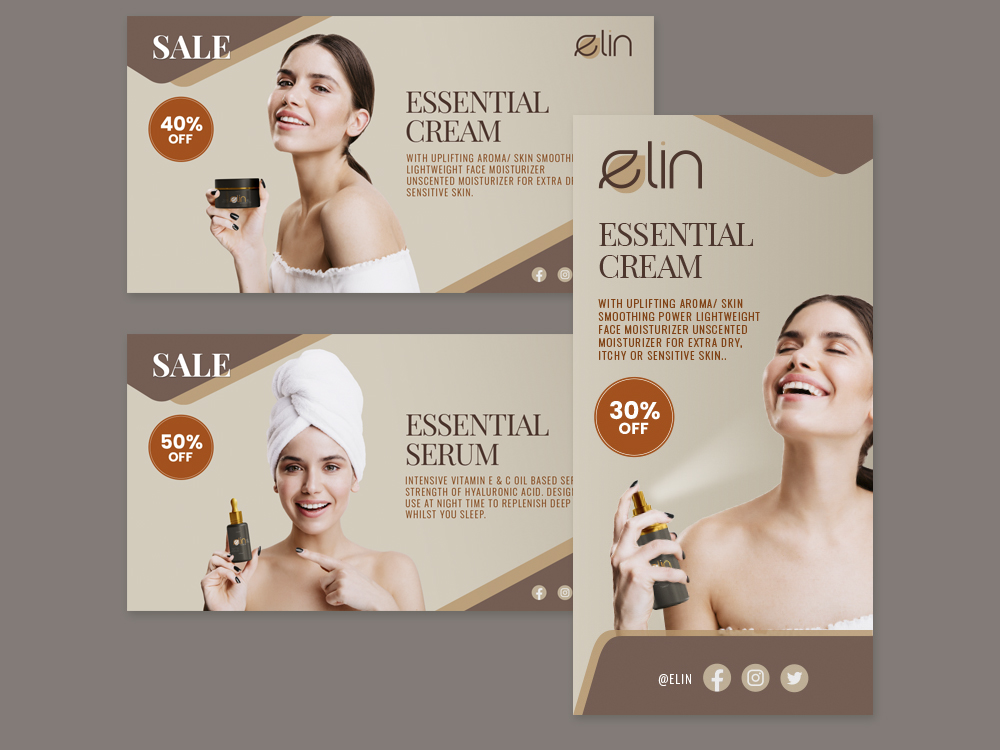 SALE
elin
40%
OFF
ESSENTIAL
CREAM
WITH UPLIFTING AROMA/ SKIN
LIGHTWEIGHT FACE MOISTURIZER
UNSCENTED MOISTURIZER FOR EXTRA
SENSITIVE SKIN.
SALE
50%
OFF
ESSENTIAL
SERUM
INTENSIVE VITAMIN E & C OIL BASED
STRENGTH OF HYALURONIC ACID.
USE AT NIGHT TIME TO REPLENISH DEEP
WHILST YOU SLEEP.
elin
ESSENTIAL
CREAM
WITH UPLIFTING AROMA/ SKIN
SMOOTHING POWER LIGHTWEIGHT
FACE MOISTURIZER UNSCENTED
MOISTURIZER FOR EXTRA DRY,
ITCHY OR SENSITIVE SKIN..
30%
OFF
@ELIN